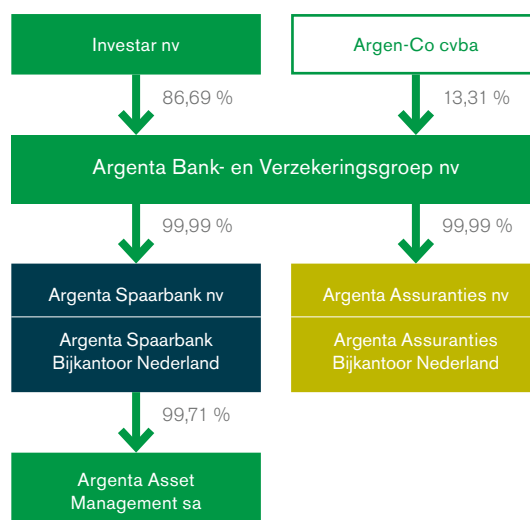 Investar nv
Argen-Co cvba
86,69 %
13,31 %
Argenta Bank- en Verzekeringsgroep nv
99,99 %
99,99 %
Argenta Spaarbank nv
Argenta Assuranties nv
Argenta Spaarbank
Bijkantoor Nederland
Argenta Assuranties
Bijkantoor Nederland
99,71 %
Argenta Asset
Management sa